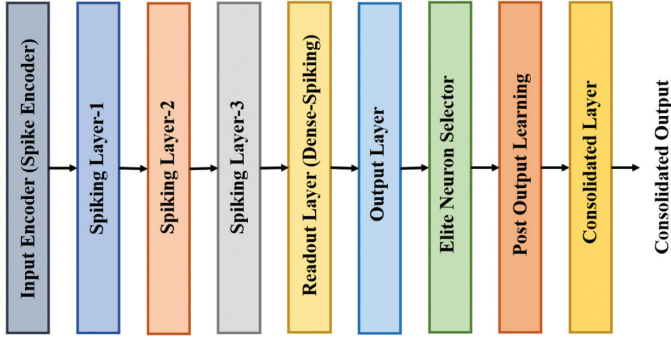 Input Encoder (Spike Encoder)
Spiking Layer-1
Spiking Layer-2
Spiking Layer-3
Readout Layer (Dense-Spiking)
Output Layer
Elite Neuron Selector
Post Output Learning
Consolidated Layer
Consolidated Output